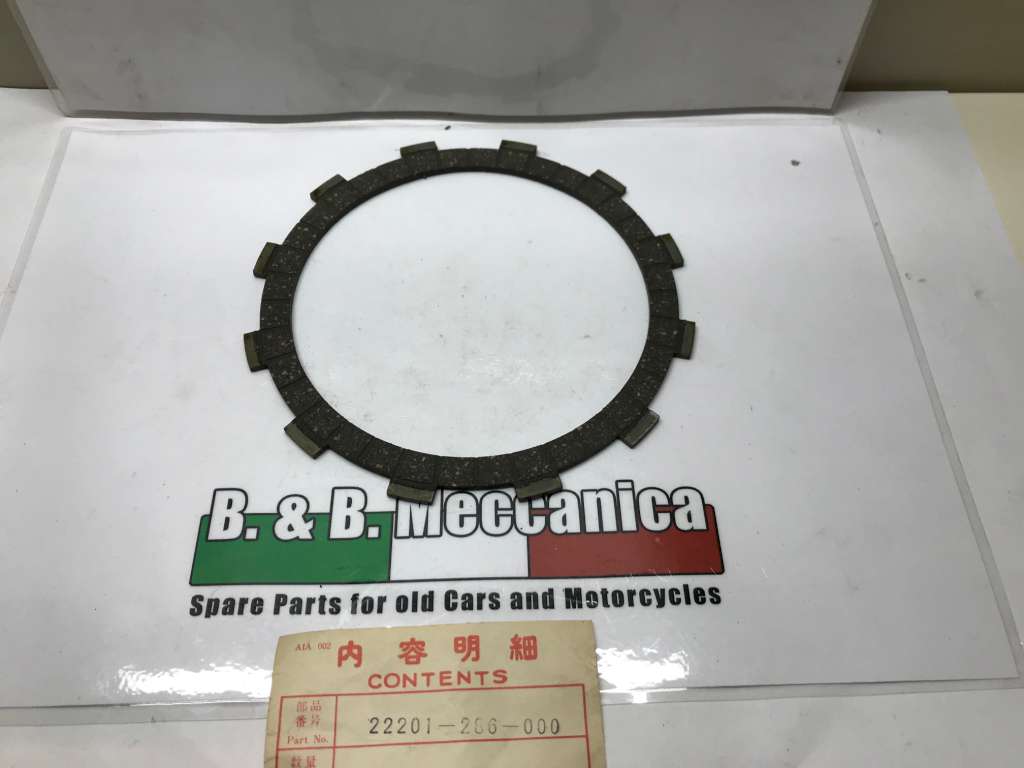 B. & B. Meccanica
Spare Parts for old Cars and Motorcycles
AIA 002
内容明細
CONTENTS
部品
番号
Part No.
22201-286-000
数量